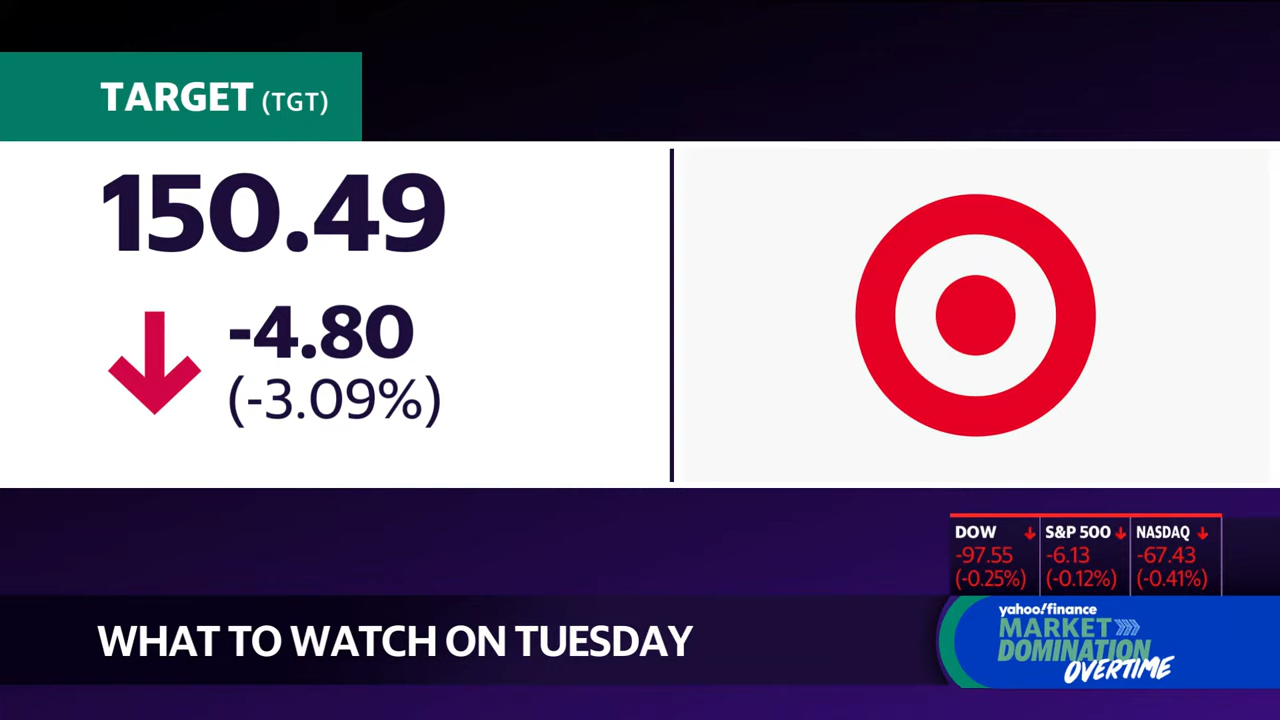 TARGET (TGT)
150.49
-4.80
(-3.09%)
DOW
-97.55
(-0.25%)
S&P 500
-6.13
(-0.12%)
NASDAQ
-67.43
(-0.41%)
WHAT TO WATCH ON TUESDAY
yahoo!finance
MARKET
DOMINATION
OVERTIME